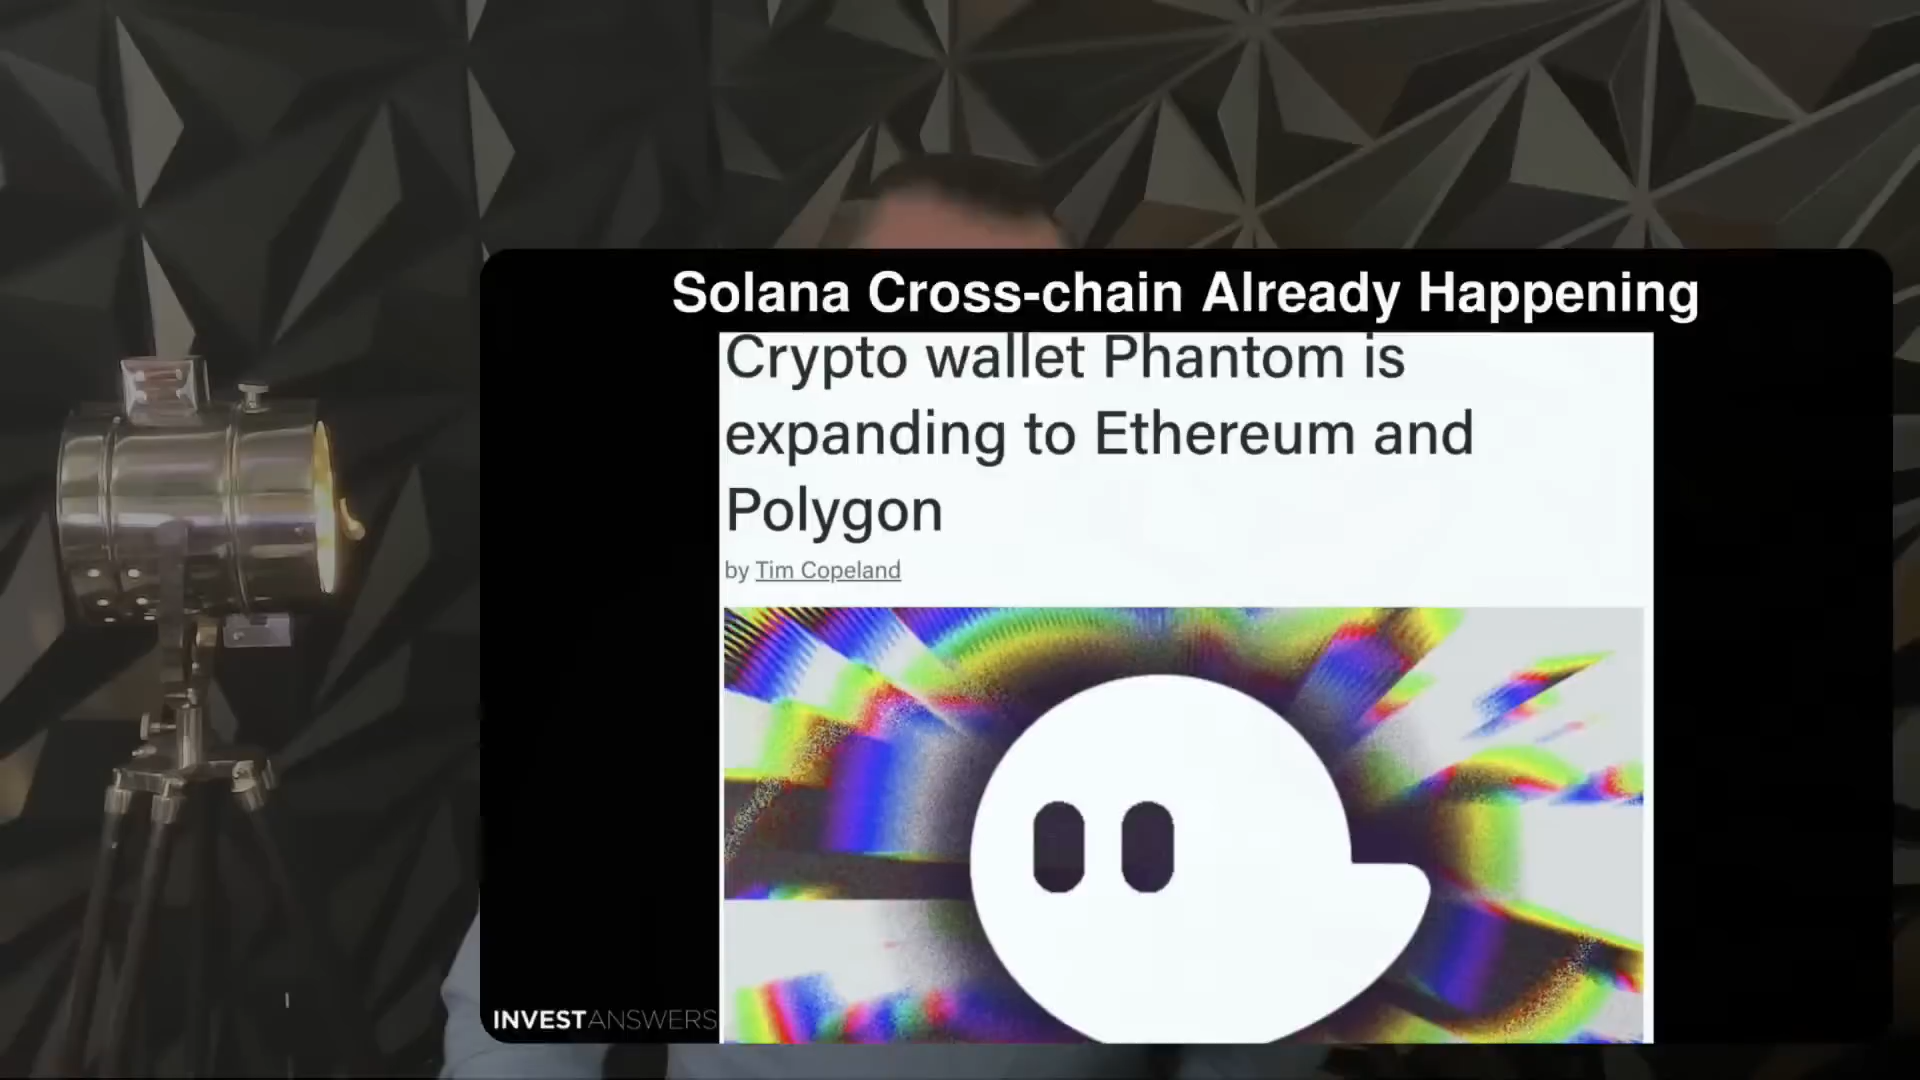 Solana Cross-chain Already Happening
Crypto wallet Phantom is
expanding to Ethereum and
Polygon
by Tim Copeland
INVESTANSWERS